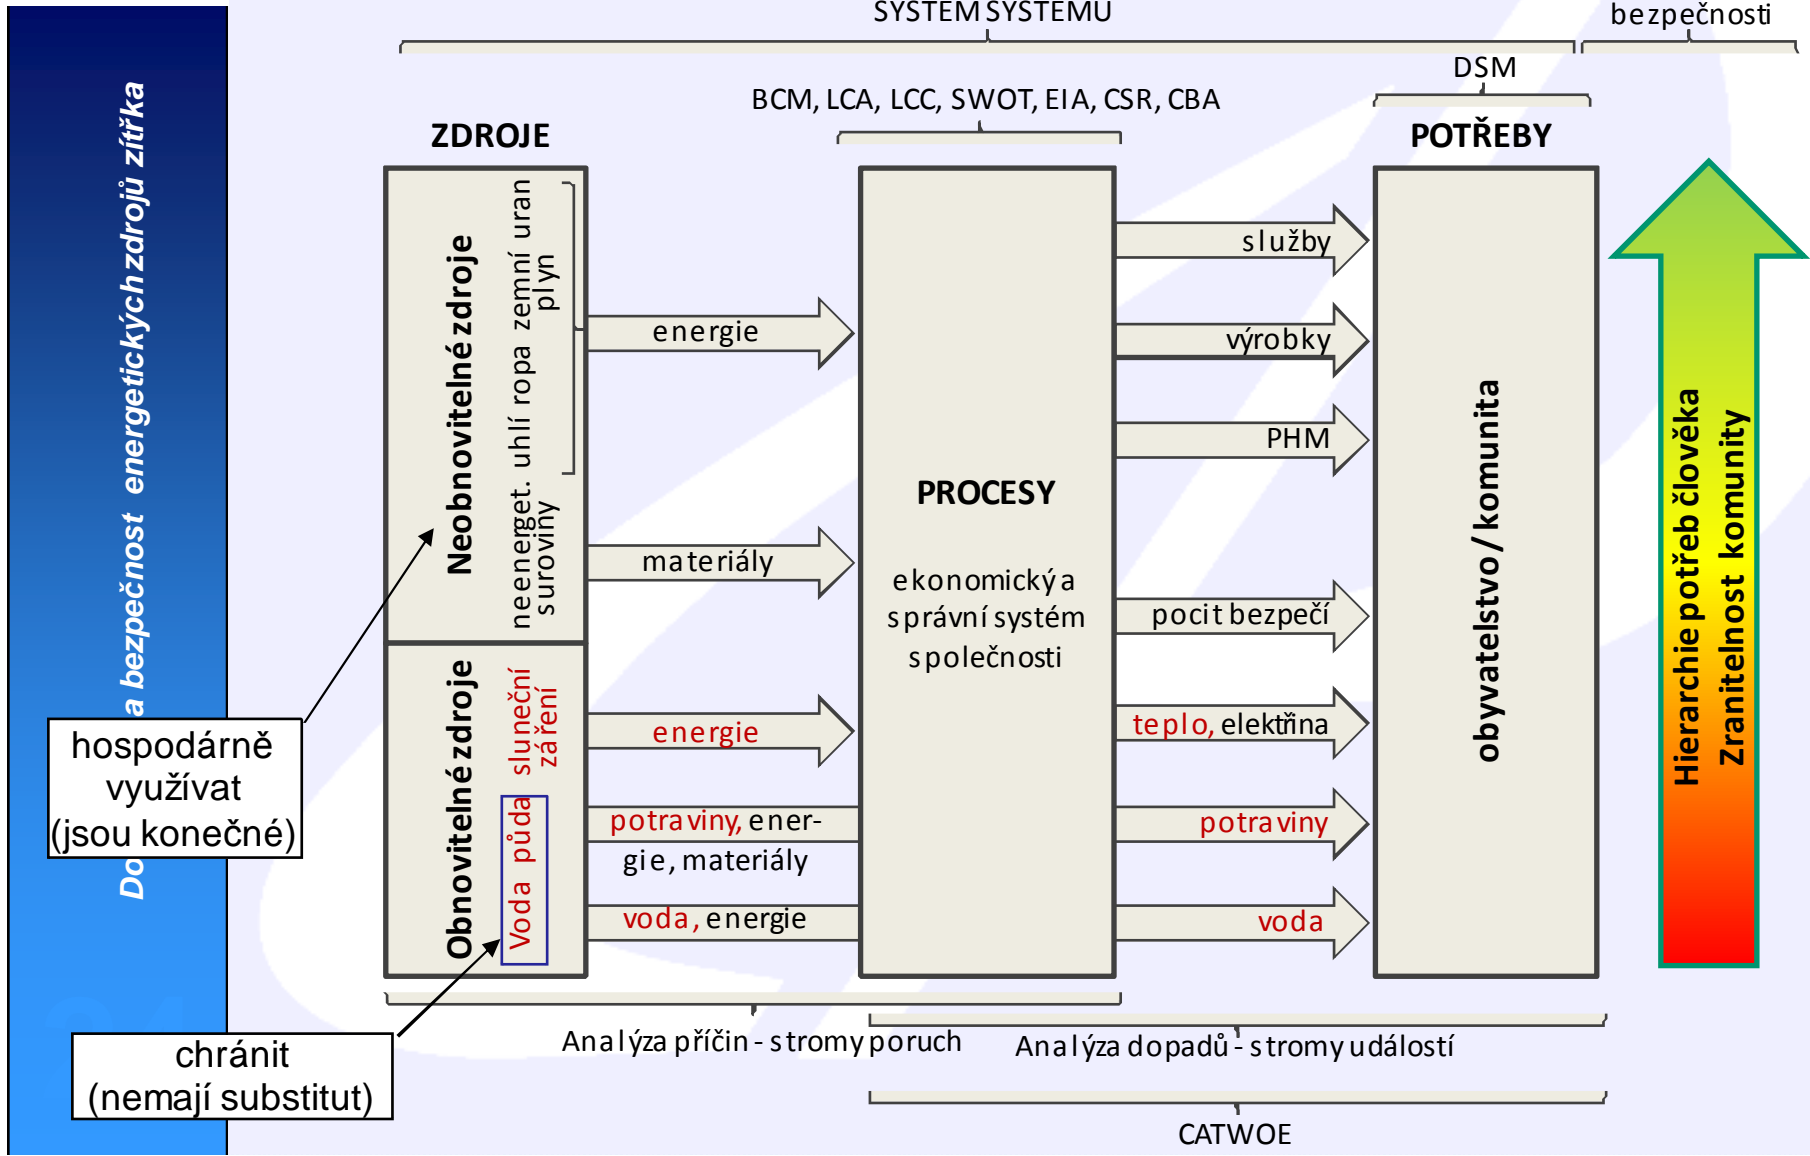 SYSTÉM SYSTÉMŮ
bezpečnosti
DSM
BCM, LCA, LCC, SWOT, EIA, CSR, CBA
ZDROJE
POTŘEBY
a bezpečnost energetických zdrojů zítřka
Neobnovitelné zdroje
neenerget. uhlí ropa zemní uran
suroviny
plyn
energie
materiály
Obnovitelné zdroje
sluneční
záření
Voda půda
energie
potraviny, ener-
gie, materiály
voda, energie
PROCESY
ekonomický a
správní systém
společnosti
služby
výrobky
PHM
pocit bezpečí
teplo, elektřina
potraviny
voda
obyvatelstvo/komunita
Hierarchie potřeb člověka
Zranitelnost komunity
hospodárně
využívat
(jsou konečné)
chránit
(nemají substitut)
Analýza příčin - stromy poruch
Analýza dopadů - stromy událostí
CATWOE